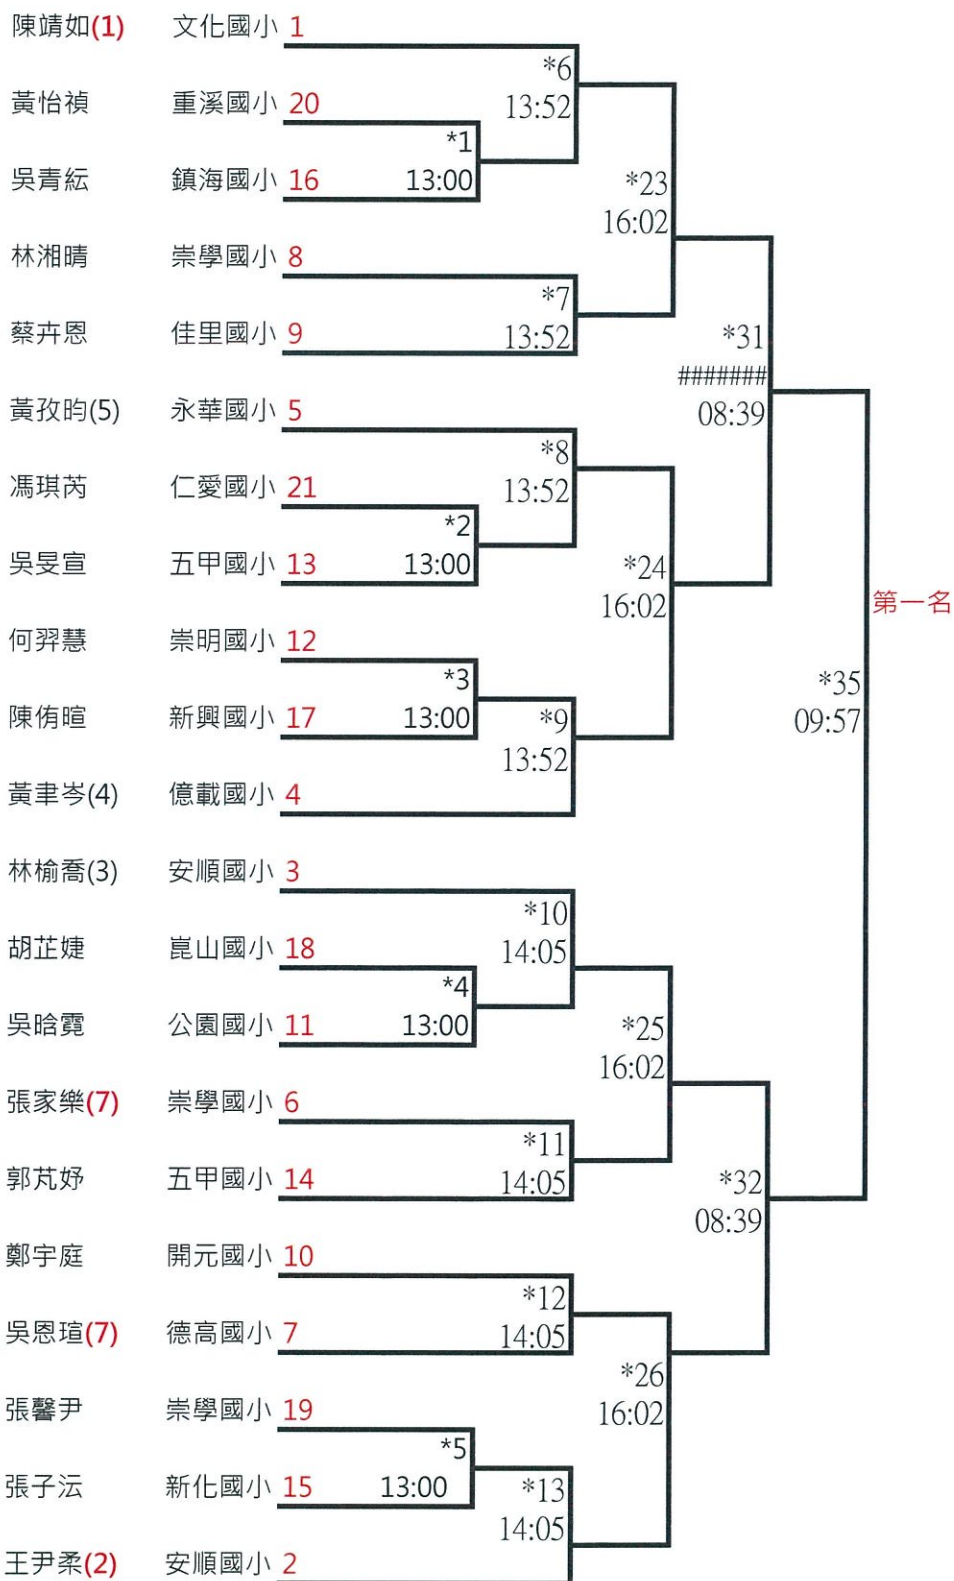 陳靖如(1) 文化國小 1
*6
黃怡禎 重溪國小 20 13:52
*1
吳青紜 鎮海國小 16 13:00 *23
16:02
林湘晴 崇學國小 8
*7
蔡卉恩 佳里國小 9 13:52 *31
#######
黃孜昀(5) 永華國小 5 08:39
*8
馮琪芮 仁愛國小 21 13:52
*2
吳旻宣 五甲國小 13 13:00 *24
16:02 第一名
何羿慧 崇明國小 12
*3 *35
陳侑暄 新興國小 17 13:00 *9 09:57
13:52
黃聿岑(4) 億載國小 4
林榆喬(3) 安順國小 3
*10
胡芷婕 崑山國小 18 14:05
*4
吳晗霓 公園國小 11 13:00 *25
16:02
張家樂(7) 崇學國小 6
*11
郭芃妤 五甲國小 14 14:05 *32
08:39
鄭宇庭 開元國小 10
*12
吳恩瑄(7) 德高國小 7 14:05
*26
張馨尹 崇學國小 19 16:02
*5
張子沄 新化國小 15 13:00 *13
14:05
王尹柔(2) 安順國小 2